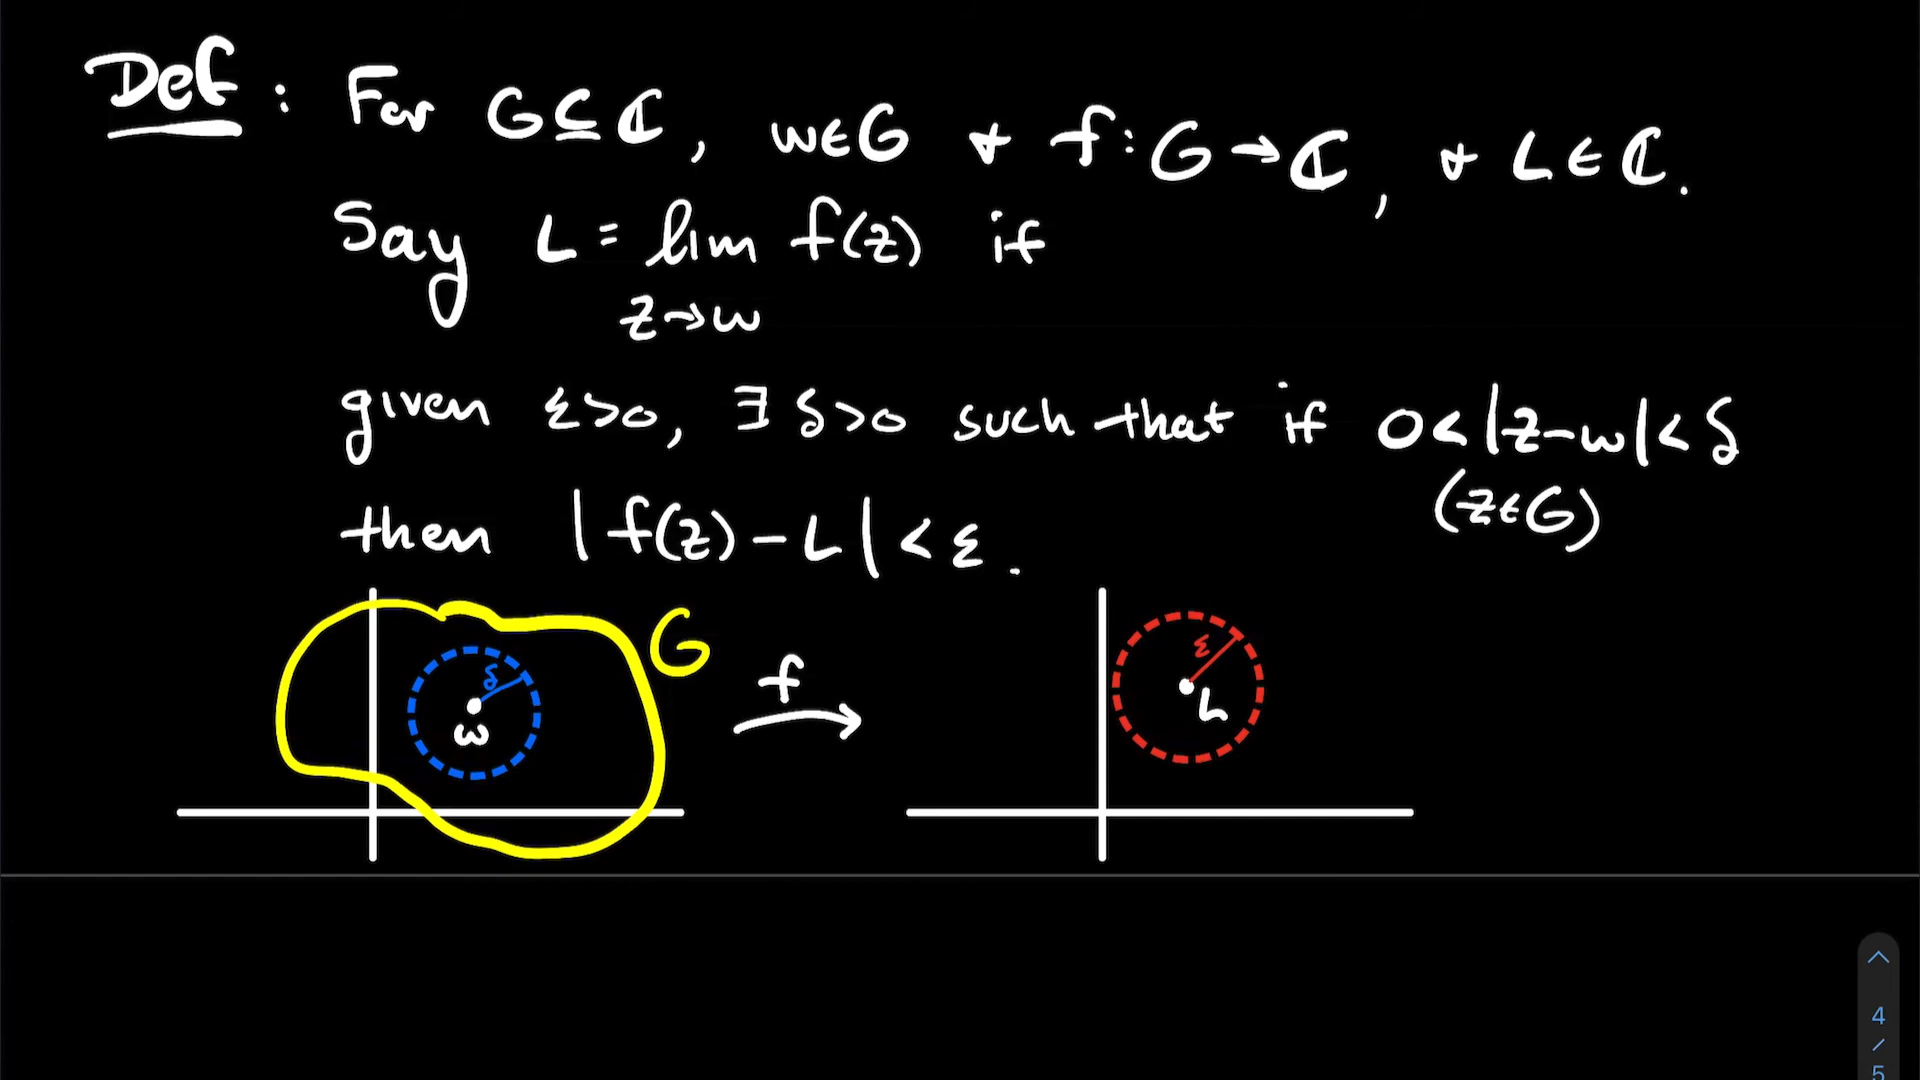 Def: For G⊆ℂ, w∈G & f:G→ℂ, & L∈ℂ.
Say L = lim f(z) if
z→w
given ε>0, ∃ δ>0 such that if 0<|z-w|<δ
(z∈G)
then |f(z)-L|<ε.
G
δ
w
f
ε
L
4
/
5